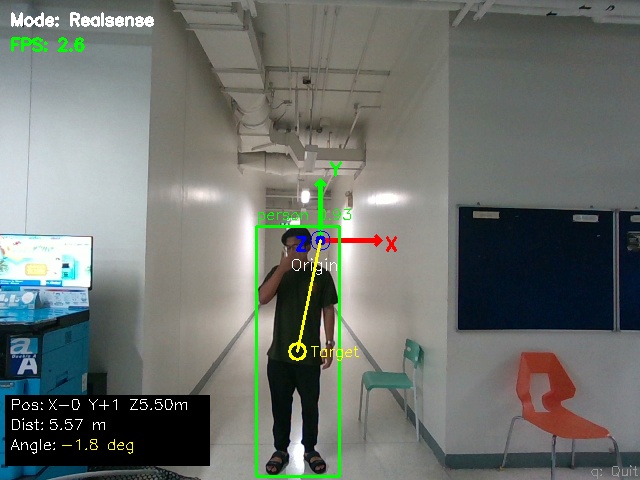 Mode: Realsense
FPS: 2.6
Y
Z
X
Origin
Target
Pos: X-0 Y+1 Z5.50m
Dist: 5.57 m
Angle: -1.8 deg
a
Double A
A
q: Quit